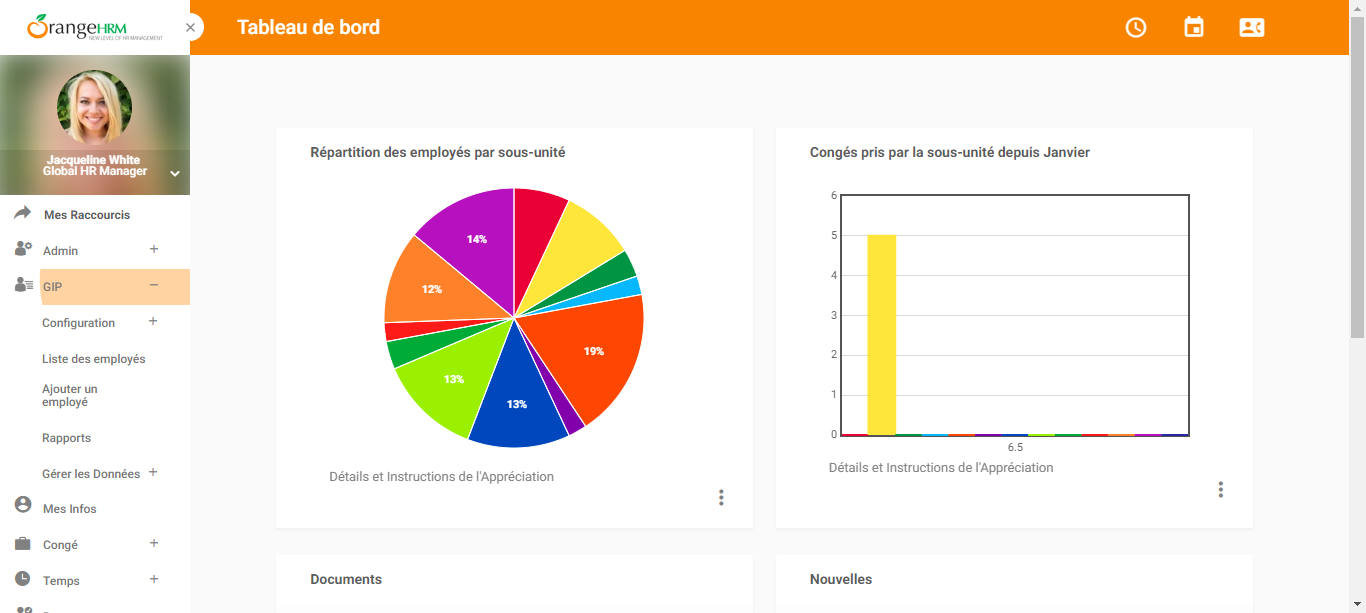 OrangeHRM
NEW LEVEL OF HR MANAGEMENT
Tableau de bord
Jacqueline White
Global HR Manager
Mes Raccourcis
Admin
GIP
Configuration
Liste des employés
Ajouter un
employé
Rapports
Gérer les Données
Mes Infos
Congé
Temps
Répartition des employés par sous-unité
14%
12%
19%
13%
13%
Détails et Instructions de l'Appréciation
Congés pris par la sous-unité depuis Janvier
6
5
4
3
2
1
0
6.5
Détails et Instructions de l'Appréciation
Documents
Nouvelles